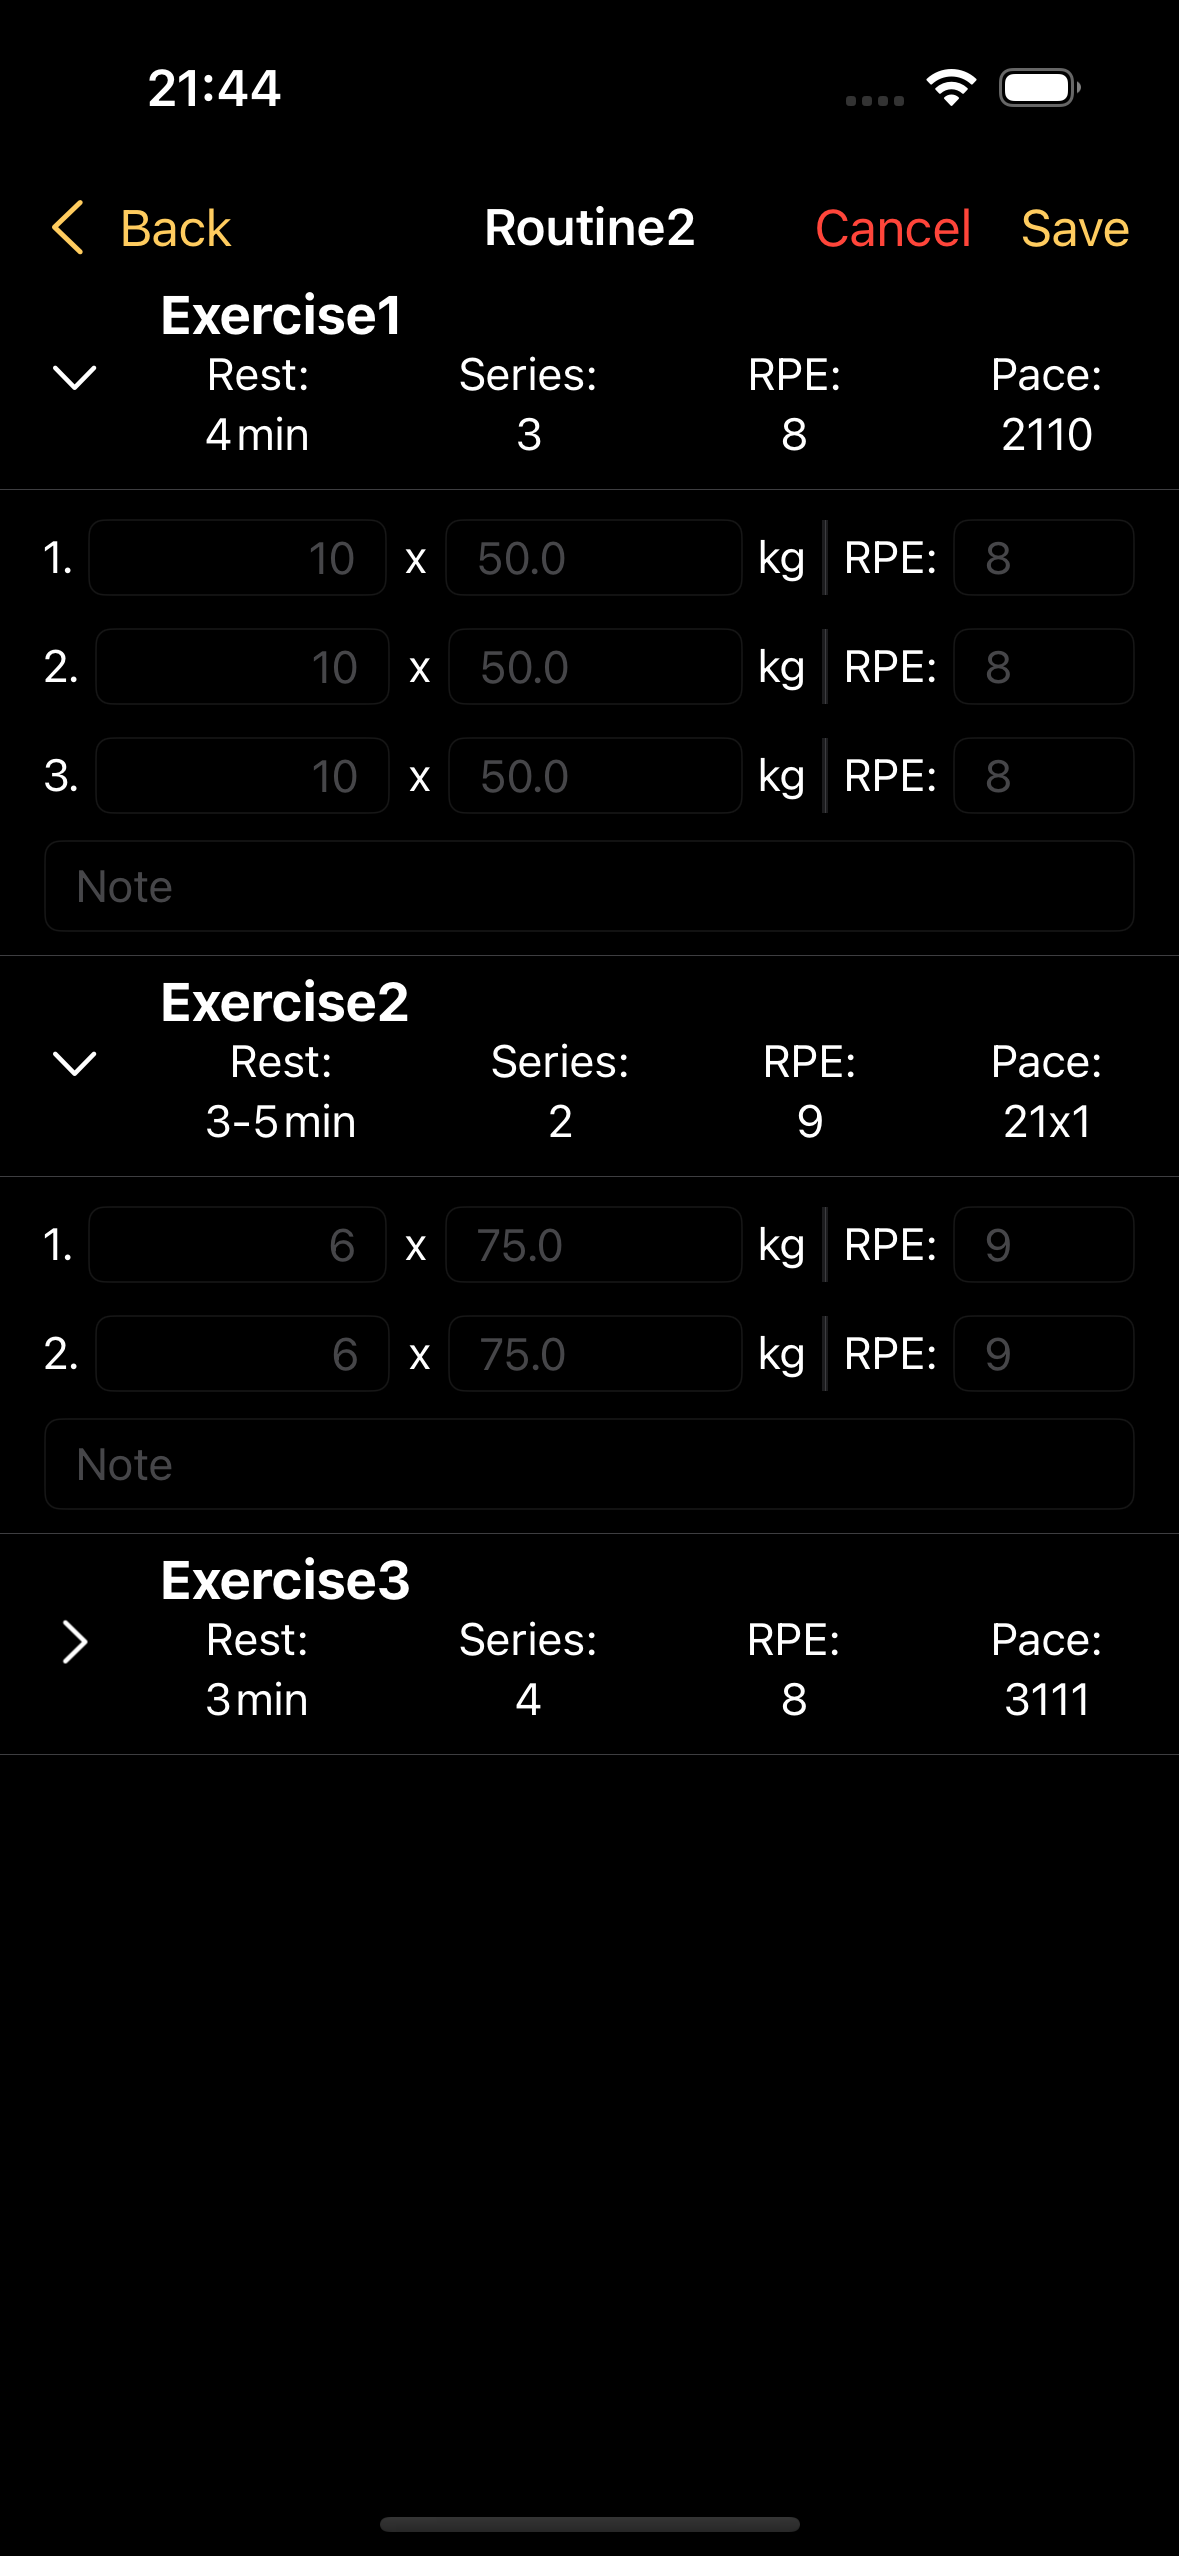 21:44
Back Routine2 Cancel Save
Exercise1
Rest: Series: RPE: Pace:
4 min 3 8 2110
1. 10 x 50.0 kg RPE: 8
2. 10 x 50.0 kg RPE: 8
3. 10 x 50.0 kg RPE: 8
Note
Exercise2
Rest: Series: RPE: Pace:
3-5 min 2 9 21x1
1. 6 x 75.0 kg RPE: 9
2. 6 x 75.0 kg RPE: 9
Note
Exercise3
Rest: Series: RPE: Pace:
3 min 4 8 3111